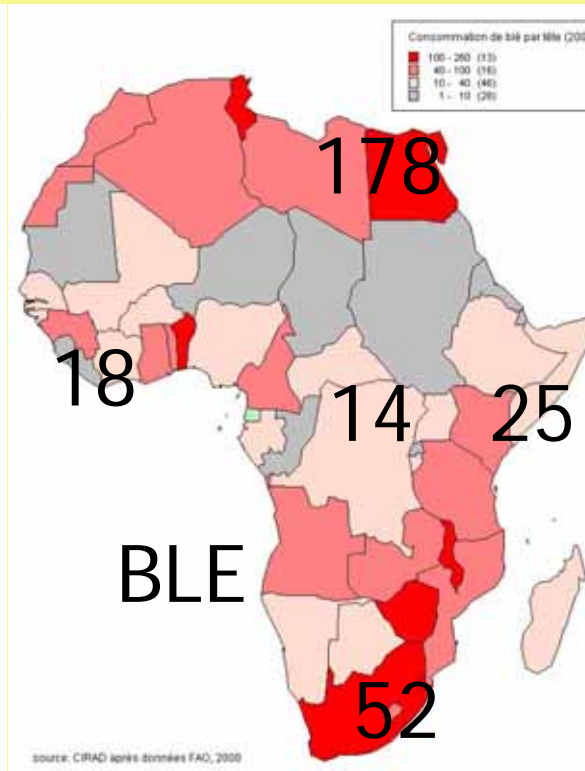 Consommation de blé par tête (200
100 - 260 (13)
40 - 100 (16)
10 - 40 (46)
1 - 10 (28)
178
18
14
25
BLE
52
source: CIRAD après données FAO, 2000